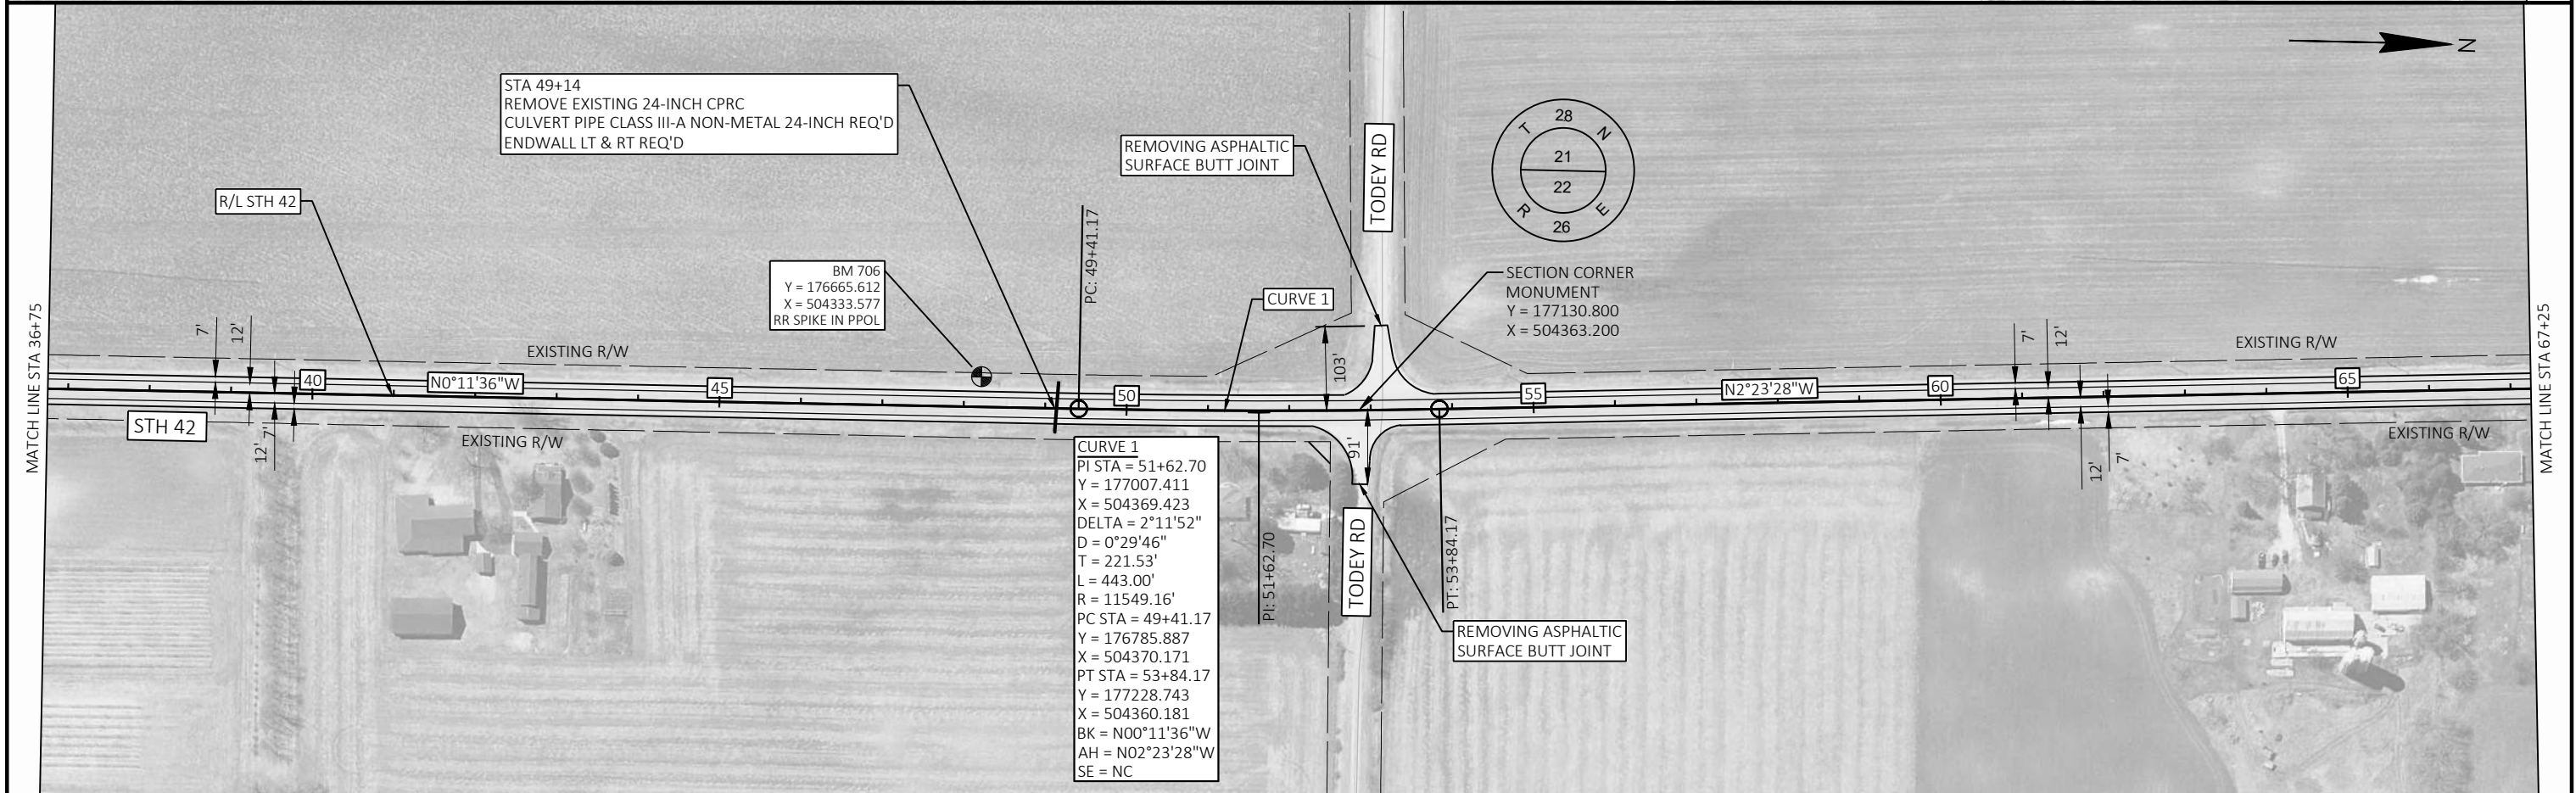 MATCH LINE STA 36+75
R/L STH 42
STA 49+14
REMOVE EXISTING 24-INCH CPRC
CULVERT PIPE CLASS III-A NON-METAL 24-INCH REQ'D
ENDWALL LT & RT REQ'D
BM 706
Y = 176665.612
X = 504333.577
RR SPIKE IN PPOL
PC: 49+41.17
REMOVING ASPHALTIC
SURFACE BUTT JOINT
CURVE 1
TODEY RD
T
28
N
21
22
R
26
E
SECTION CORNER
MONUMENT
Y = 177130.800
X = 504363.200
N
7'
12'
EXISTING R/W
103'
7'
12'
EXISTING R/W
40
N0°11'36"W
45
50
55
N2°23'28"W
60
65
STH 42
12'
7'
EXISTING R/W
91'
12'
7'
EXISTING R/W
CURVE 1
PI STA = 51+62.70
Y = 177007.411
X = 504369.423
DELTA = 2°11'52"
D = 0°29'46"
T = 221.53'
L = 443.00'
R = 11549.16'
PC STA = 49+41.17
Y = 176785.887
X = 504370.171
PT STA = 53+84.17
Y = 177228.743
X = 504360.181
BK = N00°11'36"W
AH = N02°23'28"W
SE = NC
PI: 51+62.70
TODEY RD
PT: 53+84.17
REMOVING ASPHALTIC
SURFACE BUTT JOINT
MATCH LINE STA 67+25